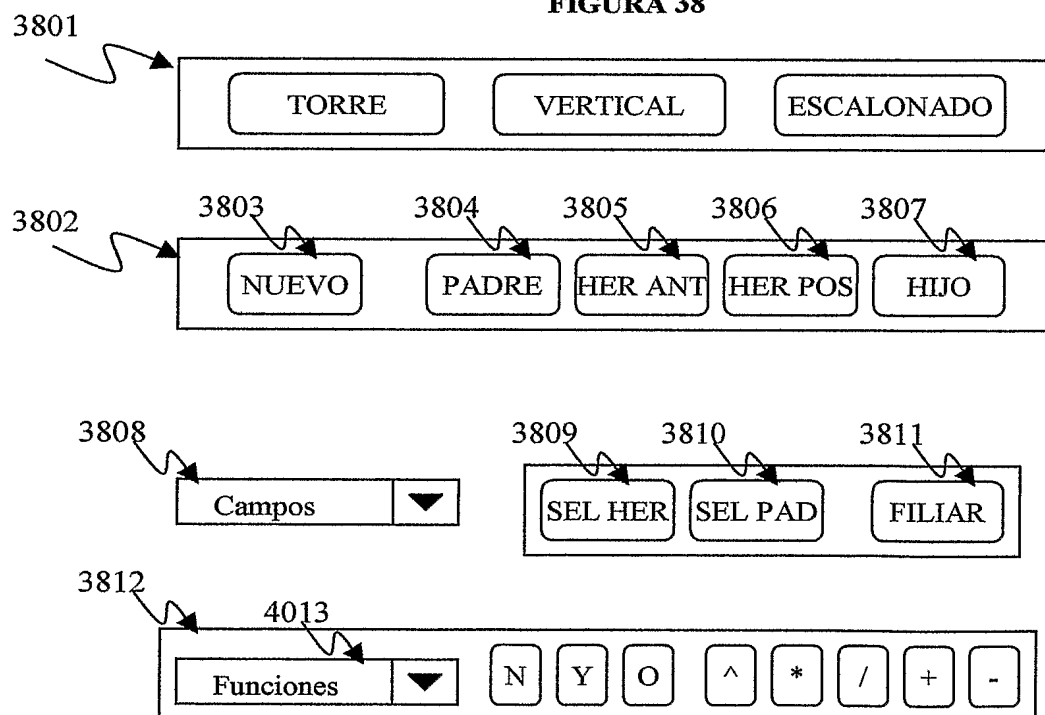 FIGURA 38
3801
TORRE VERTICAL ESCALONADO
3802 3803 3804 3805 3806 3807
NUEVO PADRE HER ANT HER POS HIJO
3808 3809 3810 3811
Campos SEL HER SEL PAD FILIAR
3812 4013
Funciones N Y O ^ * / + -